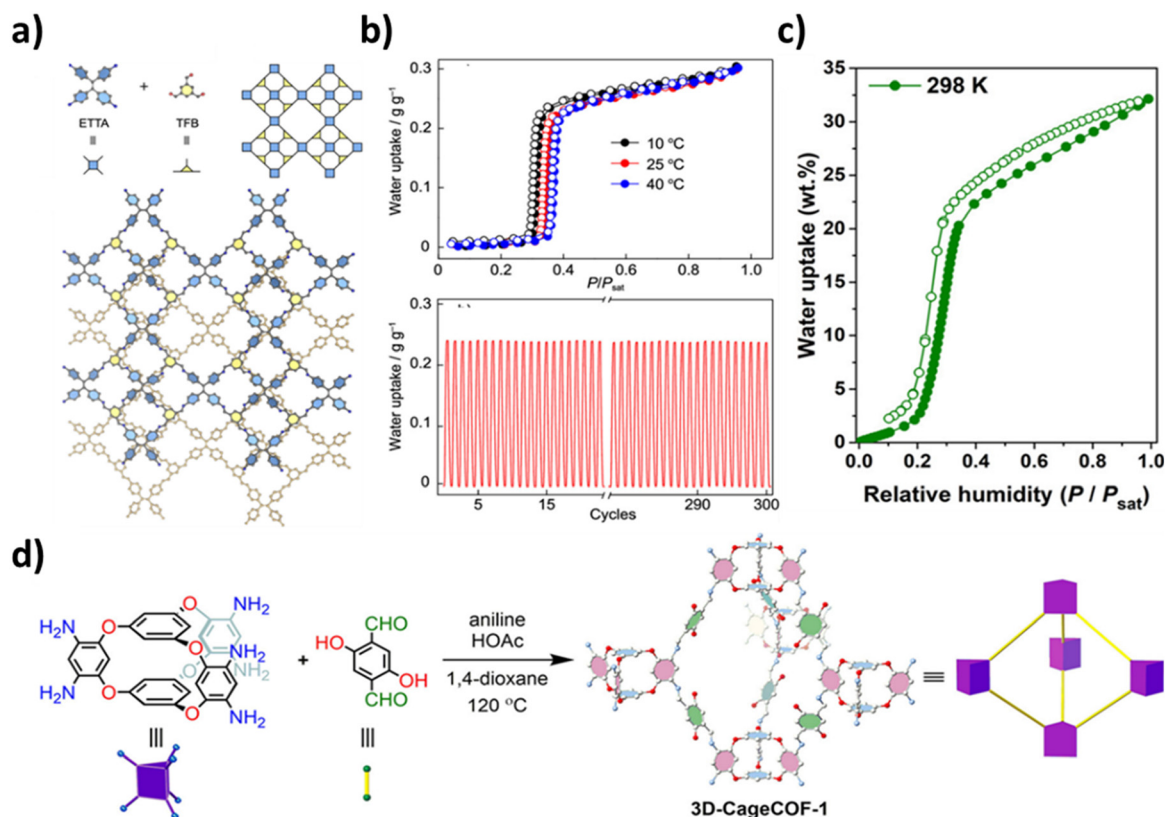 a)
ETTA
+
TFB
≡
≡
b)
Water uptake / g g⁻¹
0.3
0.2
0.1
0
10 ºC
25 ºC
40 ºC
0
0.2
0.4
0.6
0.8
1.0
P/Psat
Water uptake / g g⁻¹
0.3
0.2
0.1
0
5
15
290
300
Cycles
c)
298 K
Water uptake (wt.%)
35
30
25
20
15
10
5
0
0.0
0.2
0.4
0.6
0.8
1.0
Relative humidity (P / Psat)
d)
H₂N
H₂N
O
O
O
O
O
O
NH₂
NH₂
NH₂
NH₂
≡
+
CHO
HO
OH
CHO
≡
aniline
HOAc
1,4-dioxane
120 ºC
3D-CageCOF-1
≡